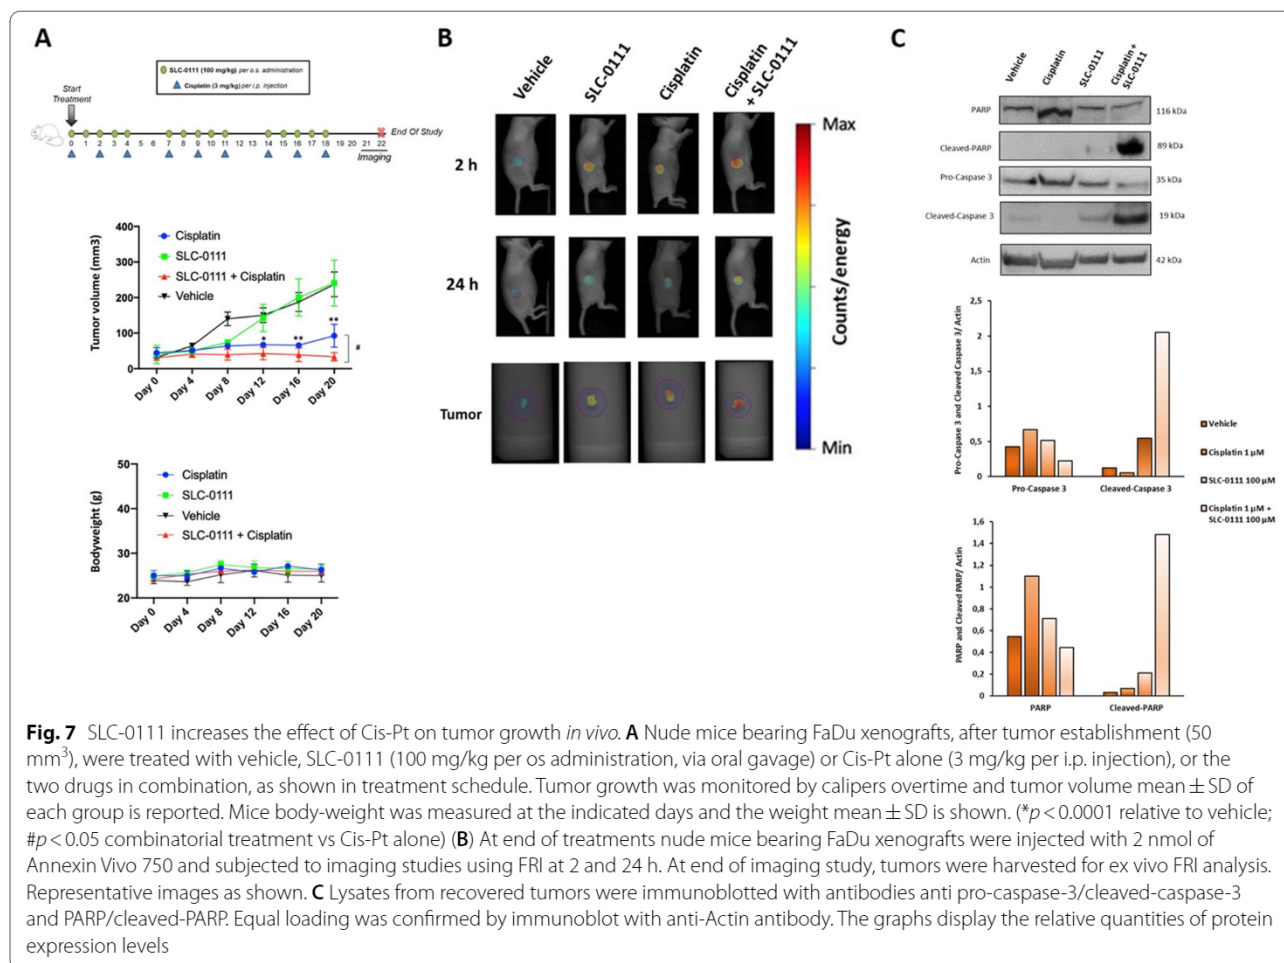 A
SLC-0111 (100 mg/kg) per o.s. administration
Cisplatin (3 mg/kg) per i.p. injection
Start
Treatment
End Of Study
0 1 2 3 4 5 6 7 8 9 10 11 12 13 14 15 16 17 18 19 20 21 22
Imaging
Tumor volume (mm3)
400
300
200
100
0
Cisplatin
SLC-0111
SLC-0111 + Cisplatin
Vehicle
* ** ** #
Day 0 Day 4 Day 8 Day 12 Day 16 Day 20
Bodyweight (g)
50
40
30
20
Cisplatin
SLC-0111
Vehicle
SLC-0111 + Cisplatin
Day 0 Day 4 Day 8 Day 12 Day 16 Day 20
B
Vehicle
SLC-0111
Cisplatin
Cisplatin
+ SLC-0111
2 h
24 h
Tumor
Max
Counts/energy
Min
C
Vehicle
Cisplatin
SLC-0111
Cisplatin +
SLC-0111
PARP 116 kDa
Cleaved-PARP 89 kDa
Pro-Caspase 3 35 kDa
Cleaved-Caspase 3 19 kDa
Actin 42 kDa
Pro-Caspase 3 and Cleaved Caspase 3/ Actin
2,5
2
1,5
1
0,5
0
Pro-Caspase 3 Cleaved-Caspase 3
Vehicle
Cisplatin 1 µM
SLC-0111 100 µM
Cisplatin 1 µM +
SLC-0111 100 µM
PARP and Cleaved PARP/ Actin
1,6
1,4
1,2
1
0,8
0,6
0,4
0,2
0
PARP Cleaved-PARP
Fig. 7 SLC-0111 increases the effect of Cis-Pt on tumor growth in vivo. A Nude mice bearing FaDu xenografts, after tumor establishment (50
mm³), were treated with vehicle, SLC-0111 (100 mg/kg per os administration, via oral gavage) or Cis-Pt alone (3 mg/kg per i.p. injection), or the
two drugs in combination, as shown in treatment schedule. Tumor growth was monitored by calipers overtime and tumor volume mean ± SD of
each group is reported. Mice body-weight was measured at the indicated days and the weight mean ± SD is shown. (*p < 0.0001 relative to vehicle;
#p < 0.05 combinatorial treatment vs Cis-Pt alone) (B) At end of treatments nude mice bearing FaDu xenografts were injected with 2 nmol of
Annexin Vivo 750 and subjected to imaging studies using FRI at 2 and 24 h. At end of imaging study, tumors were harvested for ex vivo FRI analysis.
Representative images as shown. C Lysates from recovered tumors were immunoblotted with antibodies anti pro-caspase-3/cleaved-caspase-3
and PARP/cleaved-PARP. Equal loading was confirmed by immunoblot with anti-Actin antibody. The graphs display the relative quantities of protein
expression levels